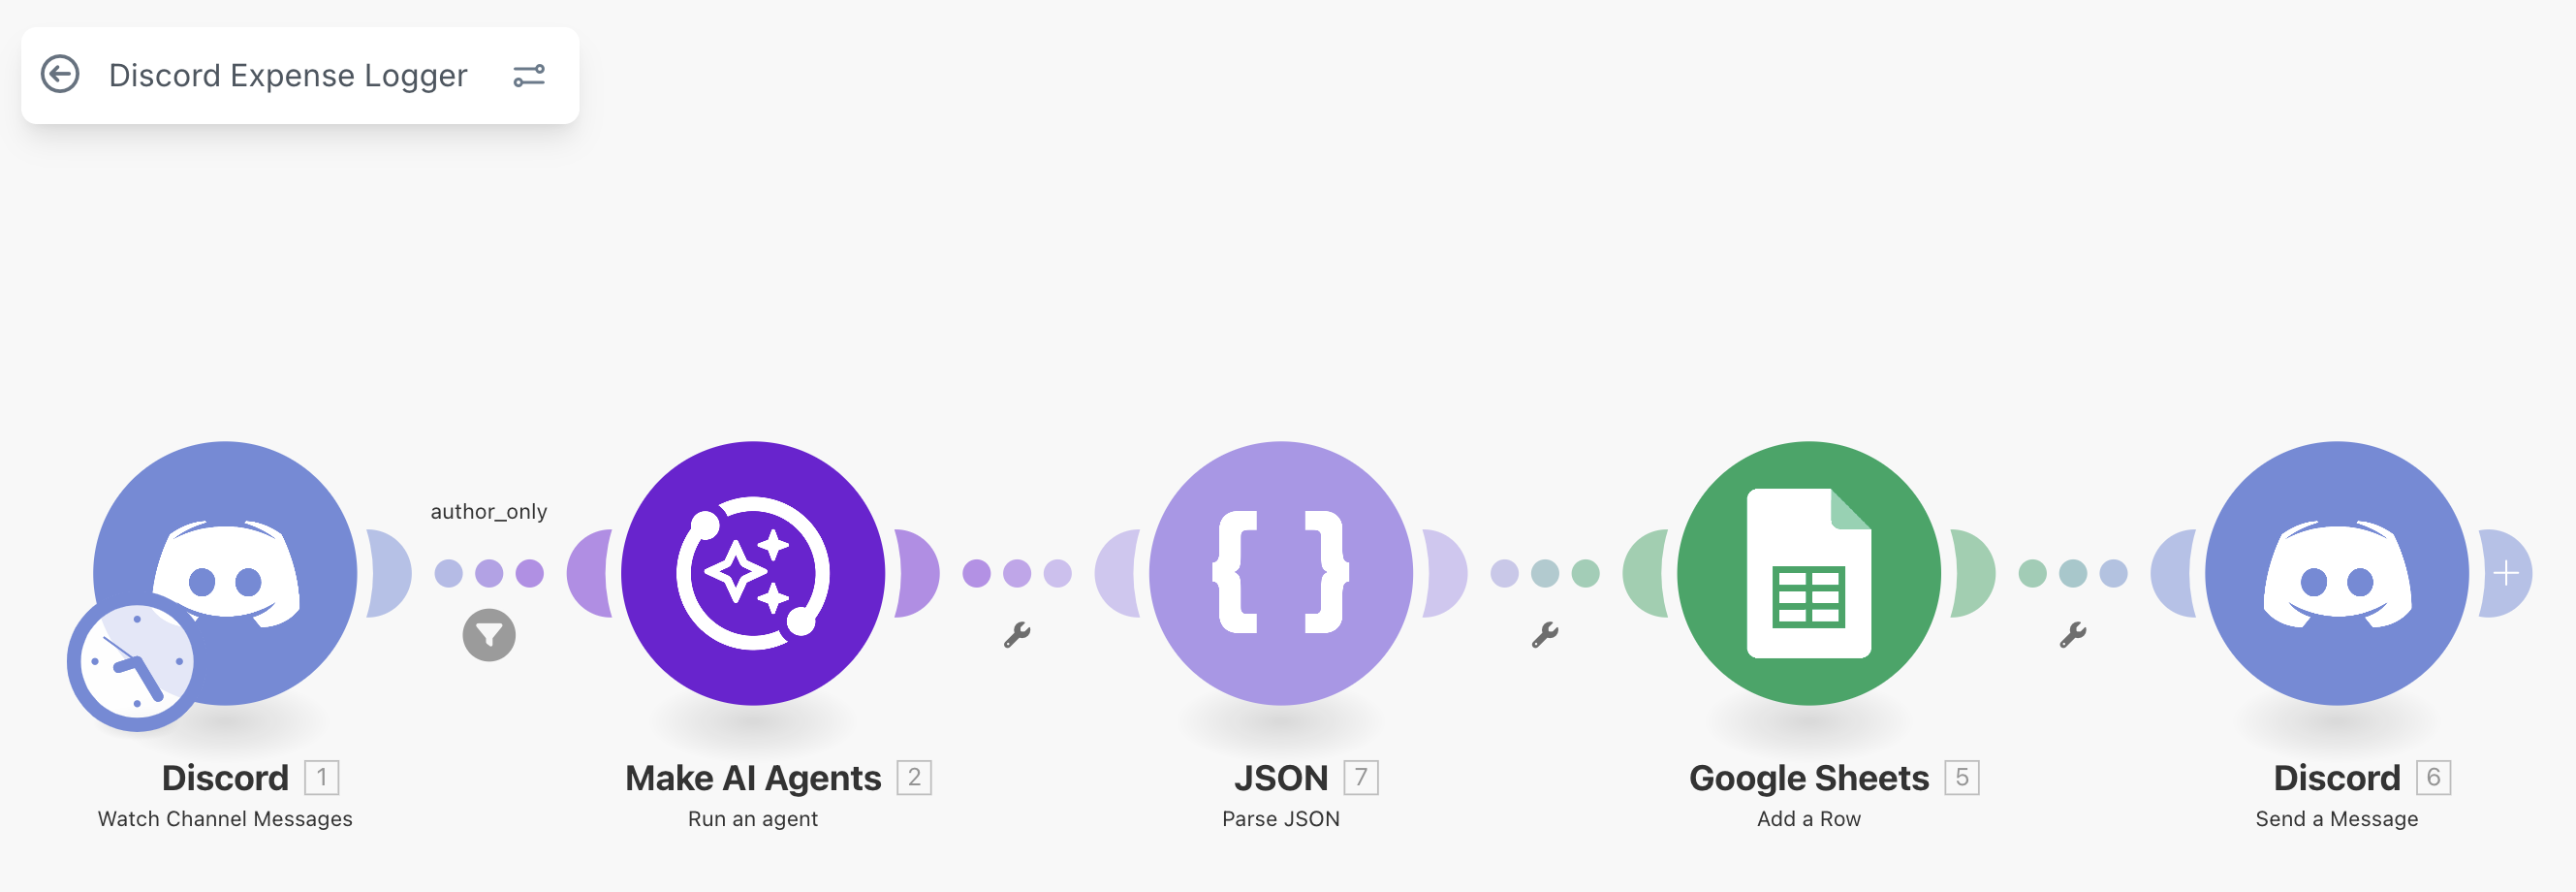 Discord Expense Logger
author_only
Discord 1
Watch Channel Messages
Make AI Agents 2
Run an agent
JSON 7
Parse JSON
Google Sheets 5
Add a Row
Discord 6
Send a Message